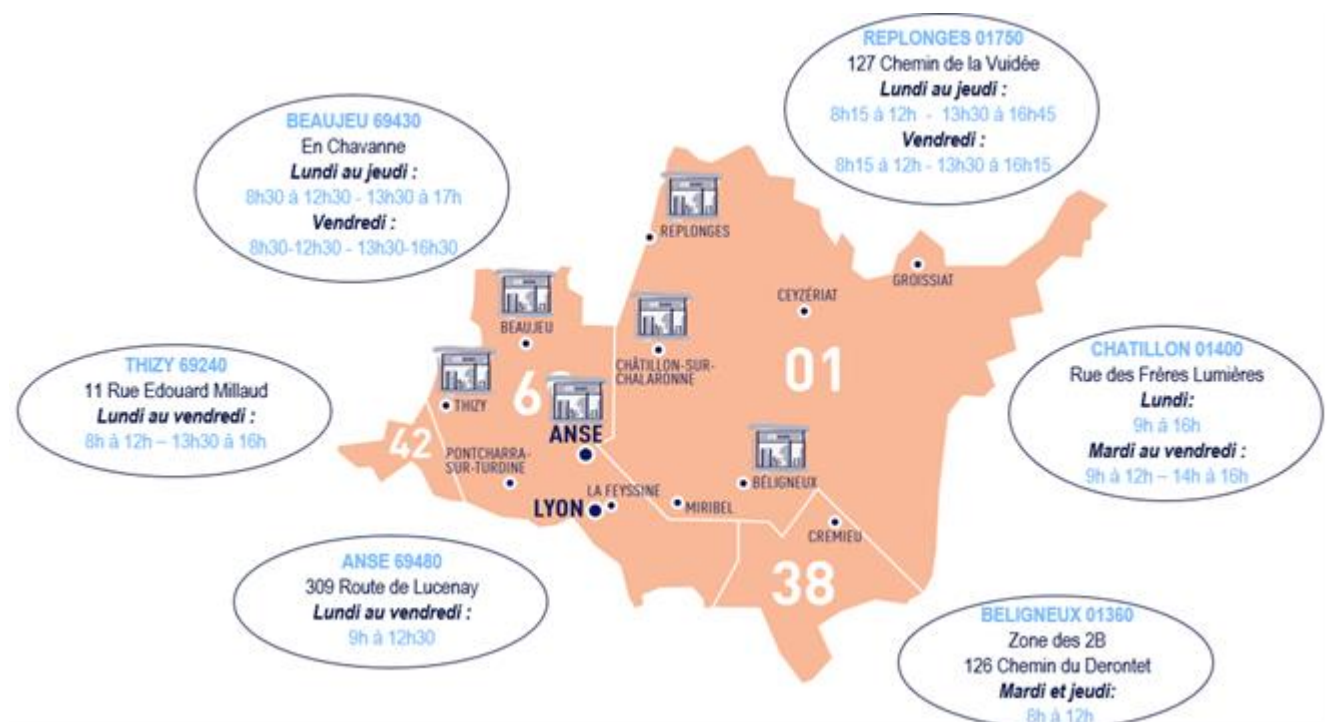 REPLONGES 01750
127 Chemin de la Vuidée
Lundi au jeudi :
8h15 à 12h - 13h30 à 16h45
Vendredi :
8h15 à 12h - 13h30 à 16h15
BEAUJEU 69430
En Chavanne
Lundi au jeudi :
8h30 à 12h30 - 13h30 à 17h
Vendredi :
8h30-12h30 - 13h30-16h30
THIZY 69240
11 Rue Edouard Millaud
Lundi au vendredi :
8h à 12h – 13h30 à 16h
CHATILLON 01400
Rue des Frères Lumières
Lundi:
9h à 16h
Mardi au vendredi :
9h à 12h – 14h à 16h
ANSE 69480
309 Route de Lucenay
Lundi au vendredi :
9h à 12h30
BELIGNEUX 01360
Zone des 2B
126 Chemin du Derontet
Mardi et jeudi:
8h à 12h
REPLONGES
GROISSIAT
CEYZÉRIAT
BEAUJEU
CHÂTILLON-SUR-
CHALARONNE
01
THIZY
6
ANSE
42
PONTCHARRA-
SUR-TURDINE
BÉLIGNEUX
LA FEYSSINE
LYON
MIRIBEL
CRÉMIEU
38